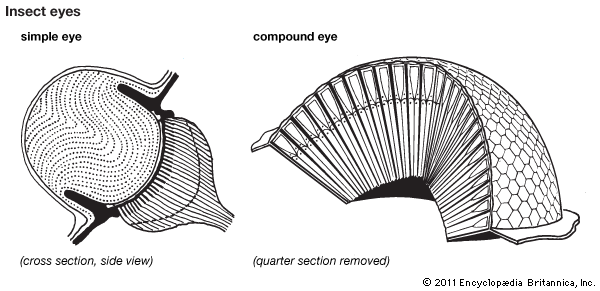 Insect eyes
simple eye
compound eye
(cross section, side view)
(quarter section removed)
© 2011 Encyclopædia Britannica, Inc.